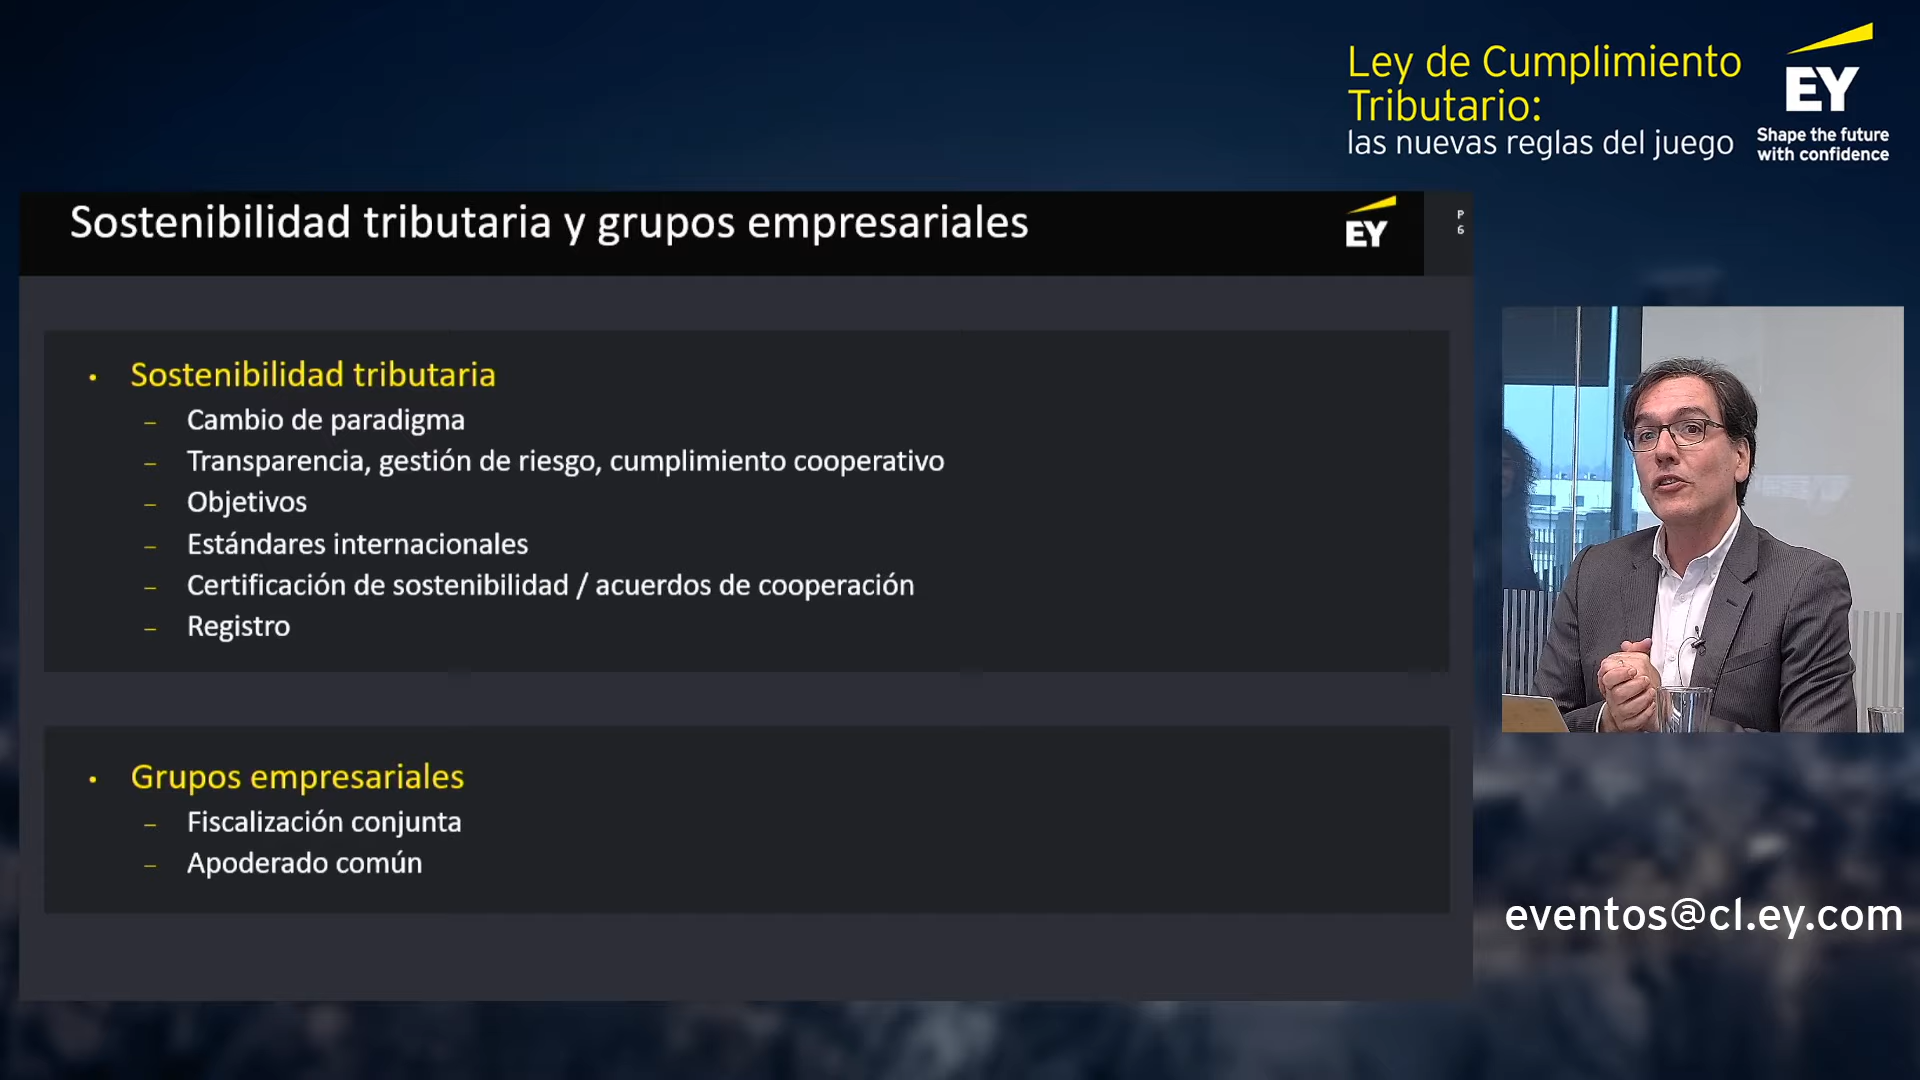 Ley de Cumplimiento
Tributario:
las nuevas reglas del juego
EY
Shape the future
with confidence
Sostenibilidad tributaria y grupos empresariales
EY
P
6
• Sostenibilidad tributaria
– Cambio de paradigma
– Transparencia, gestión de riesgo, cumplimiento cooperativo
– Objetivos
– Estándares internacionales
– Certificación de sostenibilidad / acuerdos de cooperación
– Registro
• Grupos empresariales
– Fiscalización conjunta
– Apoderado común
eventos@cl.ey.com